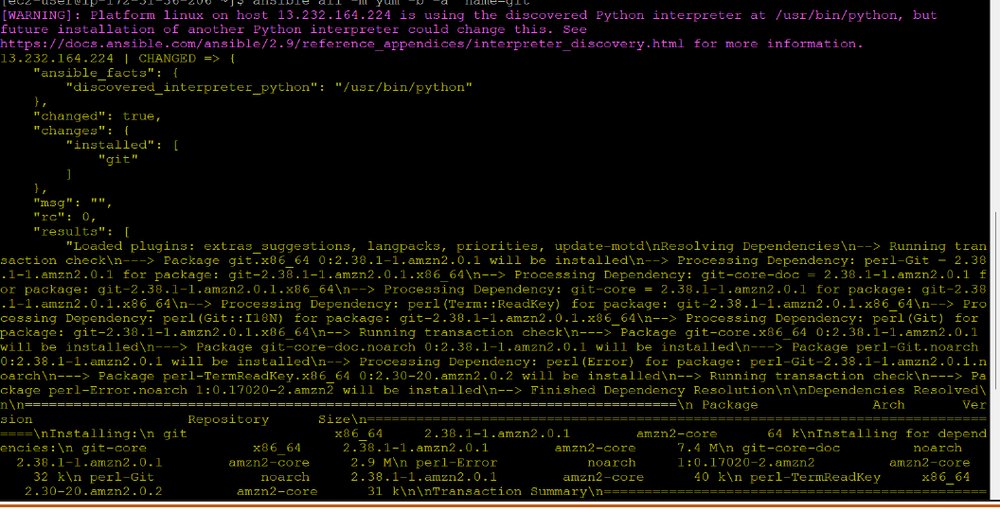 [ec2-user@ip-172-31-36-206 ~]$ ansible all -m yum -b -a "name=git"
[WARNING]: Platform linux on host 13.232.164.224 is using the discovered Python interpreter at /usr/bin/python, but
future installation of another Python interpreter could change this. See
https://docs.ansible.com/ansible/2.9/reference_appendices/interpreter_discovery.html for more information.
13.232.164.224 | CHANGED => {
    "ansible_facts": {
        "discovered_interpreter_python": "/usr/bin/python"
    },
    "changed": true,
    "changes": {
        "installed": [
            "git"
        ]
    },
    "msg": "",
    "rc": 0,
    "results": [
        "Loaded plugins: extras_suggestions, langpacks, priorities, update-motd\nResolving Dependencies\n--> Running tran
saction check\n---> Package git.x86_64 0:2.38.1-1.amzn2.0.1 will be installed\n--> Processing Dependency: perl-Git = 2.38
.1-1.amzn2.0.1 for package: git-2.38.1-1.amzn2.0.1.x86_64\n--> Processing Dependency: git-core-doc = 2.38.1-1.amzn2.0.1 f
or package: git-2.38.1-1.amzn2.0.1.x86_64\n--> Processing Dependency: git-core = 2.38.1-1.amzn2.0.1 for package: git-2.38
.1-1.amzn2.0.1.x86_64\n--> Processing Dependency: perl(Term::ReadKey) for package: git-2.38.1-1.amzn2.0.1.x86_64\n--> Pro
cessing Dependency: perl(Git::I18N) for package: git-2.38.1-1.amzn2.0.1.x86_64\n--> Processing Dependency: perl(Git) for
package: git-2.38.1-1.amzn2.0.1.x86_64\n--> Running transaction check\n---> Package git-core.x86_64 0:2.38.1-1.amzn2.0.1
will be installed\n---> Package git-core-doc.noarch 0:2.38.1-1.amzn2.0.1 will be installed\n---> Package perl-Git.noarch
0:2.38.1-1.amzn2.0.1 will be installed\n--> Processing Dependency: perl(Error) for package: perl-Git-2.38.1-1.amzn2.0.1.n
oarch\n---> Package perl-TermReadKey.x86_64 0:2.30-20.amzn2.0.2 will be installed\n--> Running transaction check\n---> Pa
ckage perl-Error.noarch 1:0.17020-2.amzn2 will be installed\n--> Finished Dependency Resolution\n\nDependencies Resolved\
n\n================================================================================\n Package              Arch       Ver
sion                   Repository      Size\n============================================================================
====\nInstalling:\n git                  x86_64     2.38.1-1.amzn2.0.1        amzn2-core      64 k\nInstalling for depend
encies:\n git-core             x86_64     2.38.1-1.amzn2.0.1        amzn2-core     7.4 M\n git-core-doc         noarch
  2.38.1-1.amzn2.0.1        amzn2-core     2.9 M\n perl-Error           noarch     1:0.17020-2.amzn2         amzn2-core
    32 k\n perl-Git             noarch     2.38.1-1.amzn2.0.1        amzn2-core      40 k\n perl-TermReadKey     x86_64
   2.30-20.amzn2.0.2         amzn2-core      31 k\n\nTransaction Summary\n===============================================